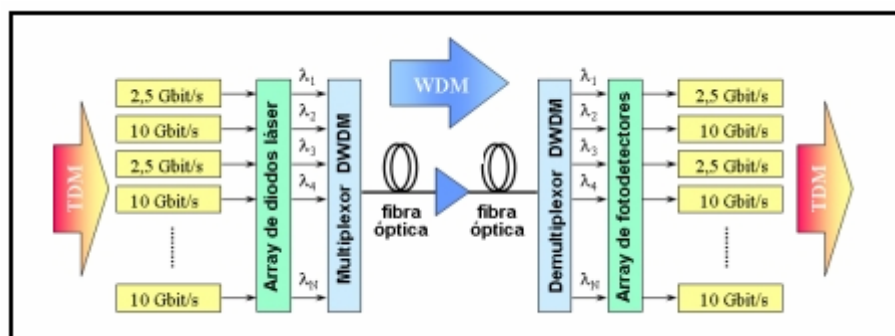 TDM
2,5 Gbit/s
10 Gbit/s
2,5 Gbit/s
10 Gbit/s
10 Gbit/s
Array de diodos láser
λ1
λ2
λ3
λ4
λN
Multiplexor DWDM
WDM
fibra
óptica
fibra
óptica
Demultiplexor DWDM
λ1
λ2
λ3
λ4
λN
Array de fotodetectores
2,5 Gbit/s
10 Gbit/s
2,5 Gbit/s
10 Gbit/s
10 Gbit/s
TDM